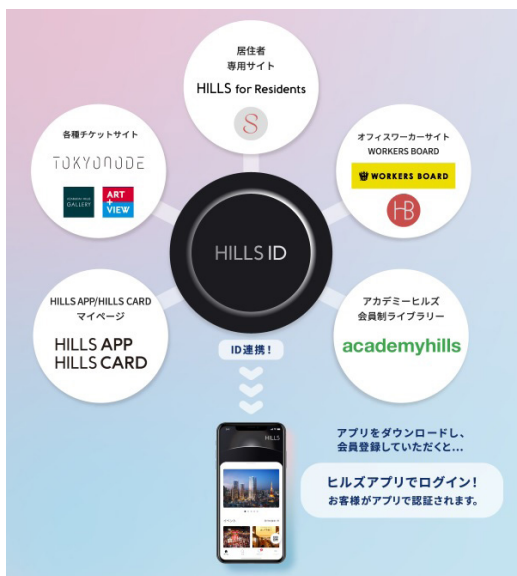 居住者
専用サイト
HILLS for Residents
S
各種チケットサイト
TOKYO NODE
GALLERY
ART
+
VIEW
オフィスワーカーサイト
WORKERS BOARD
WORKERS BOARD
HB
HILLS ID
HILLS APP/HILLS CARD
マイページ
HILLS APP
HILLS CARD
アカデミーヒルズ
会員制ライブラリー
academyhills
ID連携!
HILLS
アプリをダウンロードし、
会員登録していただくと...
ヒルズアプリでログイン!
お客様がアプリで認証されます。